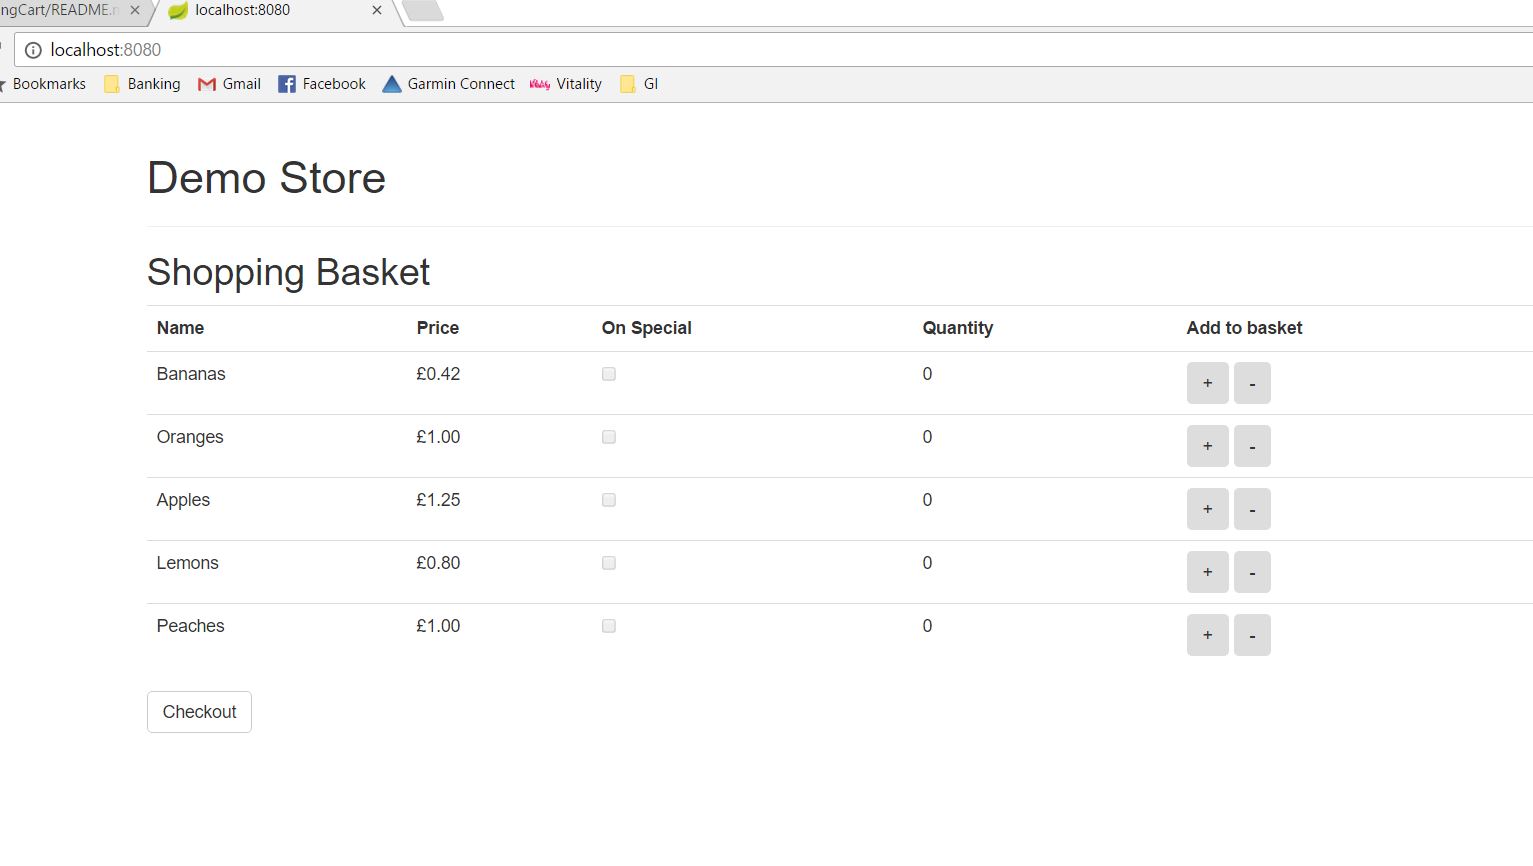 ngCart/README. localhost:8080
localhost:8080
Bookmarks Banking Gmail Facebook Garmin Connect Vitality GI
Demo Store
Shopping Basket
Name Price On Special Quantity Add to basket
Bananas £0.42 0 + -
Oranges £1.00 0 + -
Apples £1.25 0 + -
Lemons £0.80 0 + -
Peaches £1.00 0 + -
Checkout